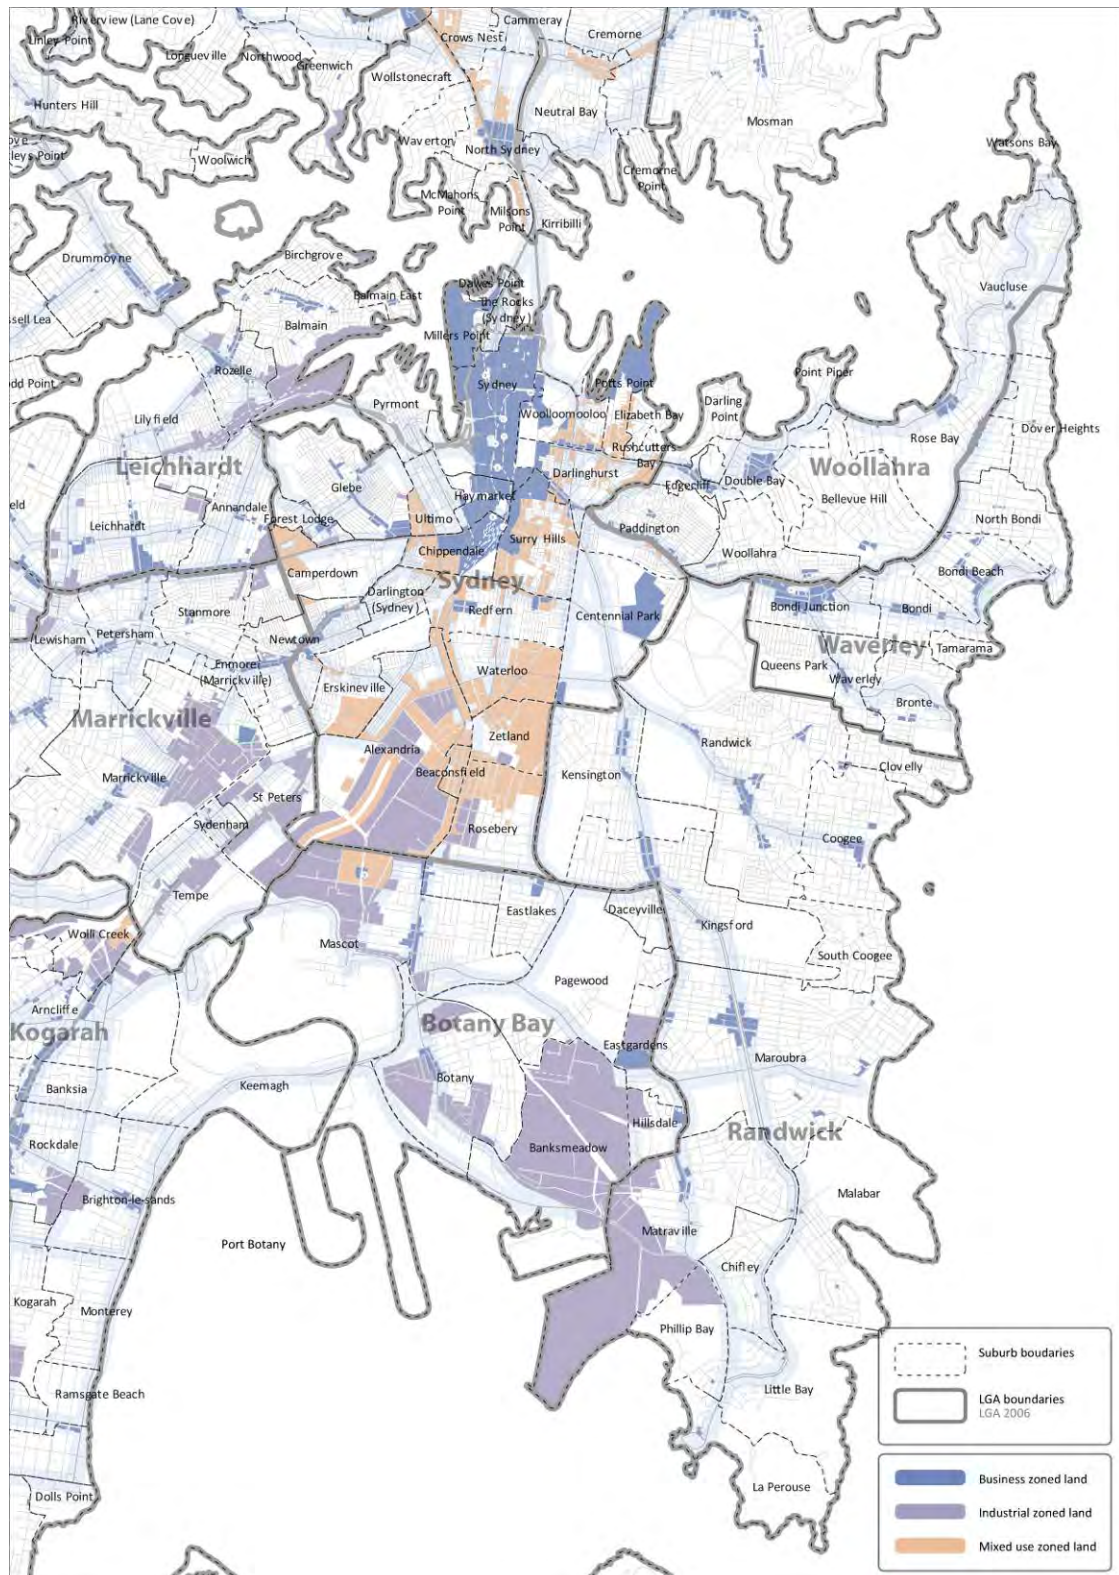 Riverview (Lane Cove)
Cammeray
Linley Point
Crows Nest
Cremorne
Longueville
Northwood
Greenwich
Wollstonecraft
Hunters Hill
Neutral Bay
Mosman
Waverton
North Sydney
Watsons Bay
ove
ley's Point
Woolwich
Cremorne
Point
McMahons
Point
Milsons
Point
Kirribilli
Drummoyne
Birchgrove
Dawes Point
Vaucluse
Balmain East
The Rocks
(Sydney)
ssell Lea
Balmain
Millers Point
Rozelle
Point Piper
odd Point
Sydney
Potts Point
Pyrmont
Darling
Point
Lilyfield
Woolloomooloo
Elizabeth Bay
Dover Heights
Rose Bay
Rushcutters
Bay
Leichhardt
Woollahra
Darlinghurst
Glebe
Edgecliff
Double Bay
Haymarket
Bellevue Hill
eld
Annandale
Leichhardt
Forest Lodge
Ultimo
Paddington
North Bondi
Surry Hills
Chippendale
Woollahra
Camperdown
Sydney
Bondi Beach
Darlington
(Sydney)
Stanmore
Redfern
Centennial Park
Bondi Junction
Bondi
Lewisham
Petersham
Newtown
Waverley
Tamarama
Enmore
(Marrickville)
Queens Park
Waterloo
Waverley
Erskineville
Bronte
Marrickville
Zetland
Randwick
Alexandria
Clovelly
Marrickville
Beaconsfield
Kensington
St Peters
Sydenham
Rosebery
Coogee
Tempe
Eastlakes
Daceyville
Kingsford
Wolli Creek
Mascot
South Coogee
Pagewood
Arncliffe
Kogarah
Botany Bay
Eastgardens
Maroubra
Banksia
Keemagh
Botany
Hillsdale
Randwick
Rockdale
Banksmeadow
Brighton-le-sands
Malabar
Matraville
Port Botany
Chifley
Kogarah
Monterey
Phillip Bay
Suburb boudaries
Ramsgate Beach
Little Bay
LGA boundaries
LGA 2006
Business zoned land
Dolls Point
La Perouse
Industrial zoned land
Mixed use zoned land